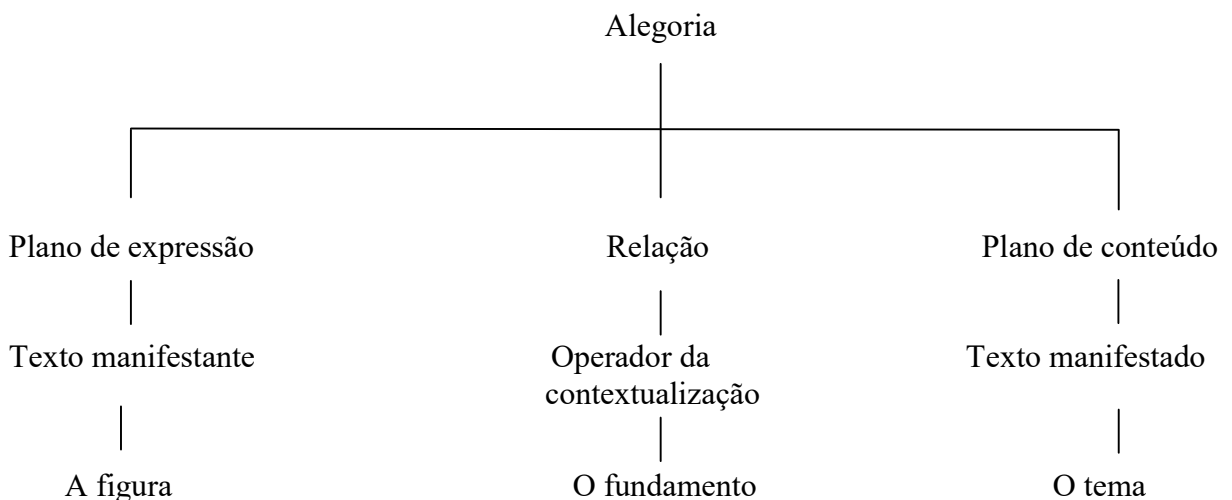 Alegoria
Plano de expressão
Relação
Plano de conteúdo
Texto manifestante
Operador da
contextualização
Texto manifestado
A figura
O fundamento
O tema